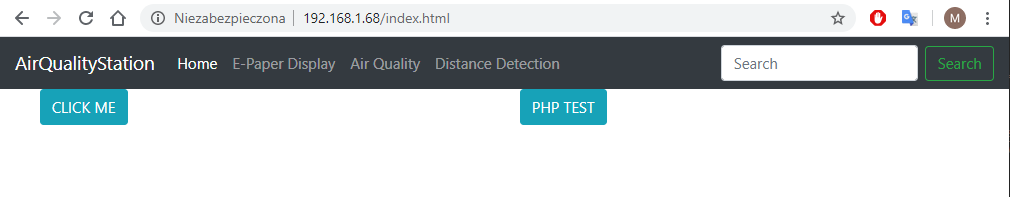 Niezabezpieczona 192.168.1.68/index.html M
AirQualityStation Home E-Paper Display Air Quality Distance Detection Search Search
CLICK ME PHP TEST